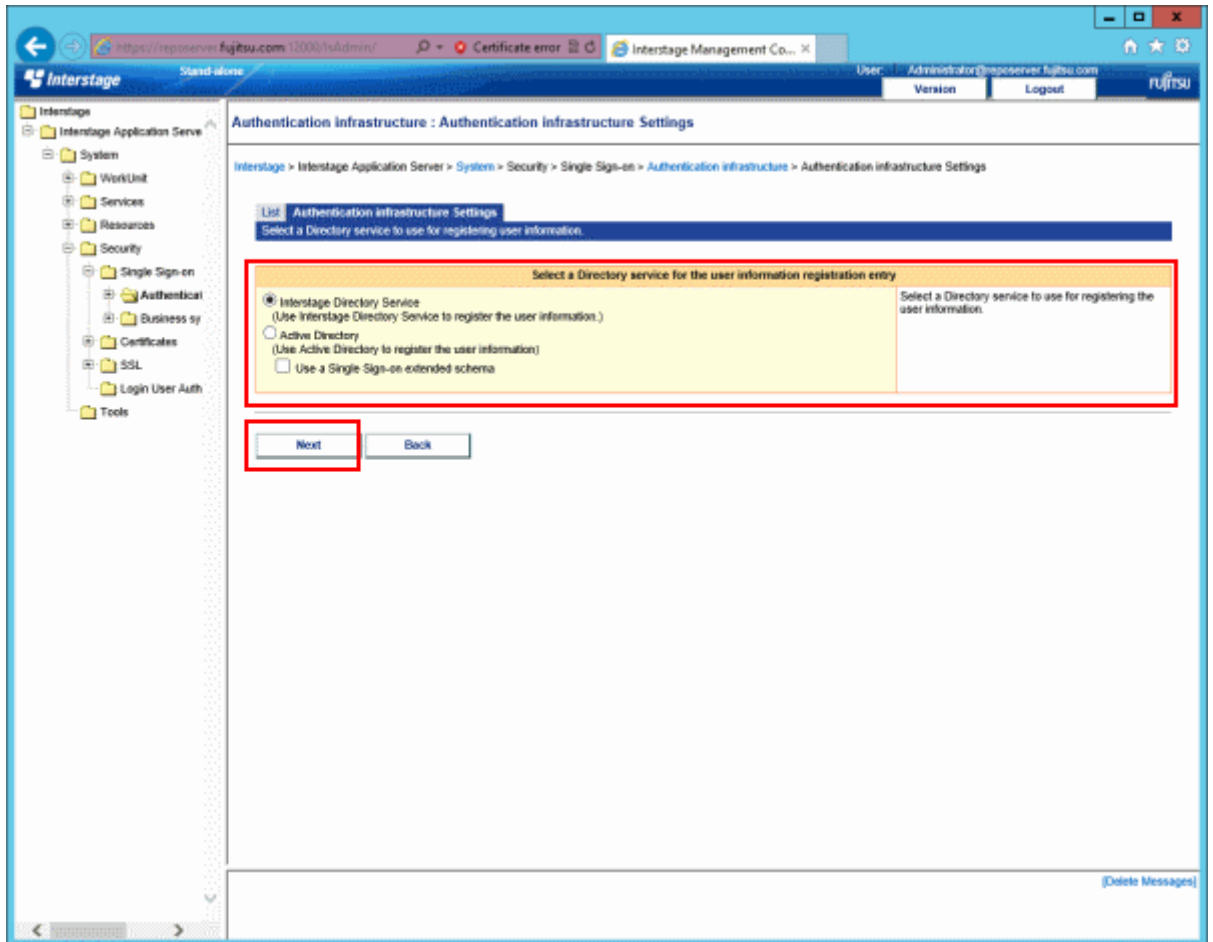 https://reposerver.fujitsu.com:12000/IsAdmin/
Certificate error
Interstage Management Co...
Interstage
Stand-alone
User: Administrator@reposerver.fujitsu.com
Version
Logout
FUJITSU
Interstage
Interstage Application Serve
System
WorkUnit
Services
Resources
Security
Single Sign-on
Authenticat
Business sy
Certificates
SSL
Login User Auth
Tools
Authentication infrastructure : Authentication infrastructure Settings
Interstage > Interstage Application Server > System > Security > Single Sign-on > Authentication infrastructure > Authentication infrastructure Settings
List
Authentication infrastructure Settings
Select a Directory service to use for registering user information.
Select a Directory service for the user information registration entry
Interstage Directory Service
(Use Interstage Directory Service to register the user information.)
Active Directory
(Use Active Directory to register the user information)
Use a Single Sign-on extended schema
Select a Directory service to use for registering the
user information.
Next
Back
[Delete Messages]